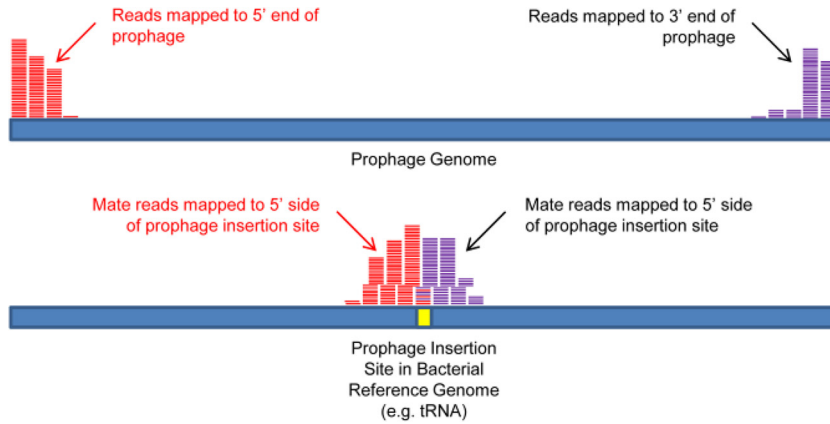 Reads mapped to 5’ end of
prophage
Reads mapped to 3’ end of
prophage
Prophage Genome
Mate reads mapped to 5’ side
of prophage insertion site
Mate reads mapped to 5’ side
of prophage insertion site
Prophage Insertion
Site in Bacterial
Reference Genome
(e.g. tRNA)